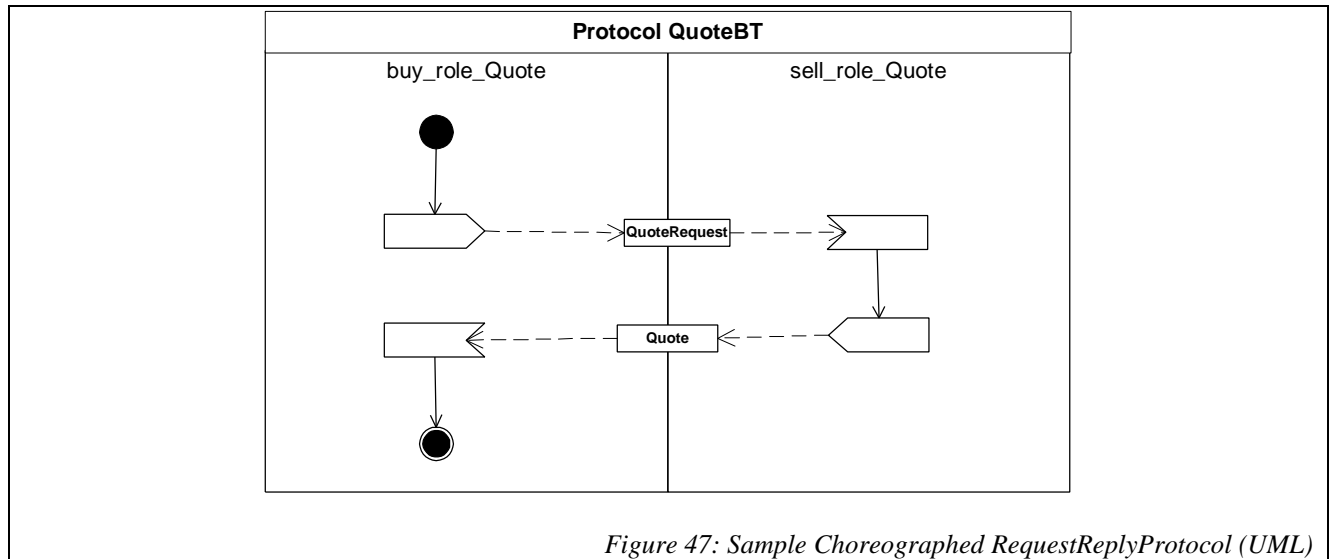 Protocol QuoteBT
buy_role_Quote
sell_role_Quote
QuoteRequest
Quote
Figure 47: Sample Choreographed RequestReplyProtocol (UML)